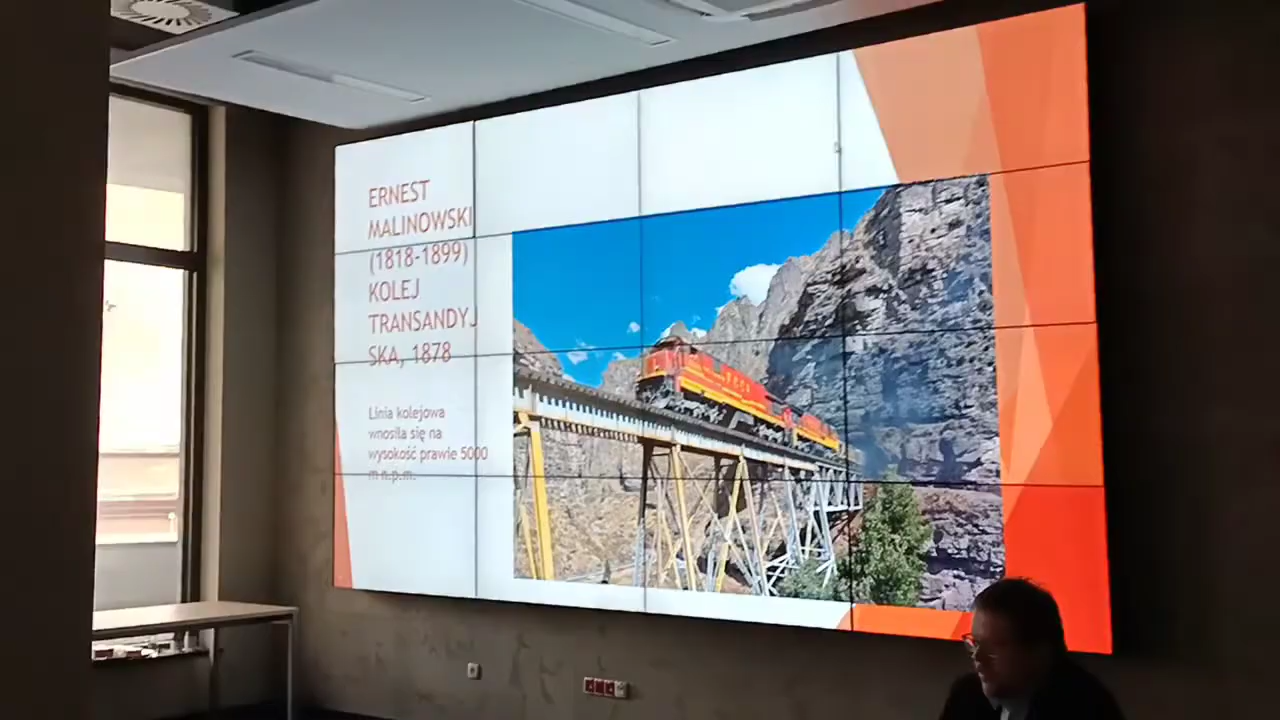 ERNEST
MALINOWSKI
(1818-1899)
KOLEJ
TRANSANDYJ
SKA, 1878
Linia kolejowa
wnosiła się na
wysokość prawie 5000
m n.p.m.